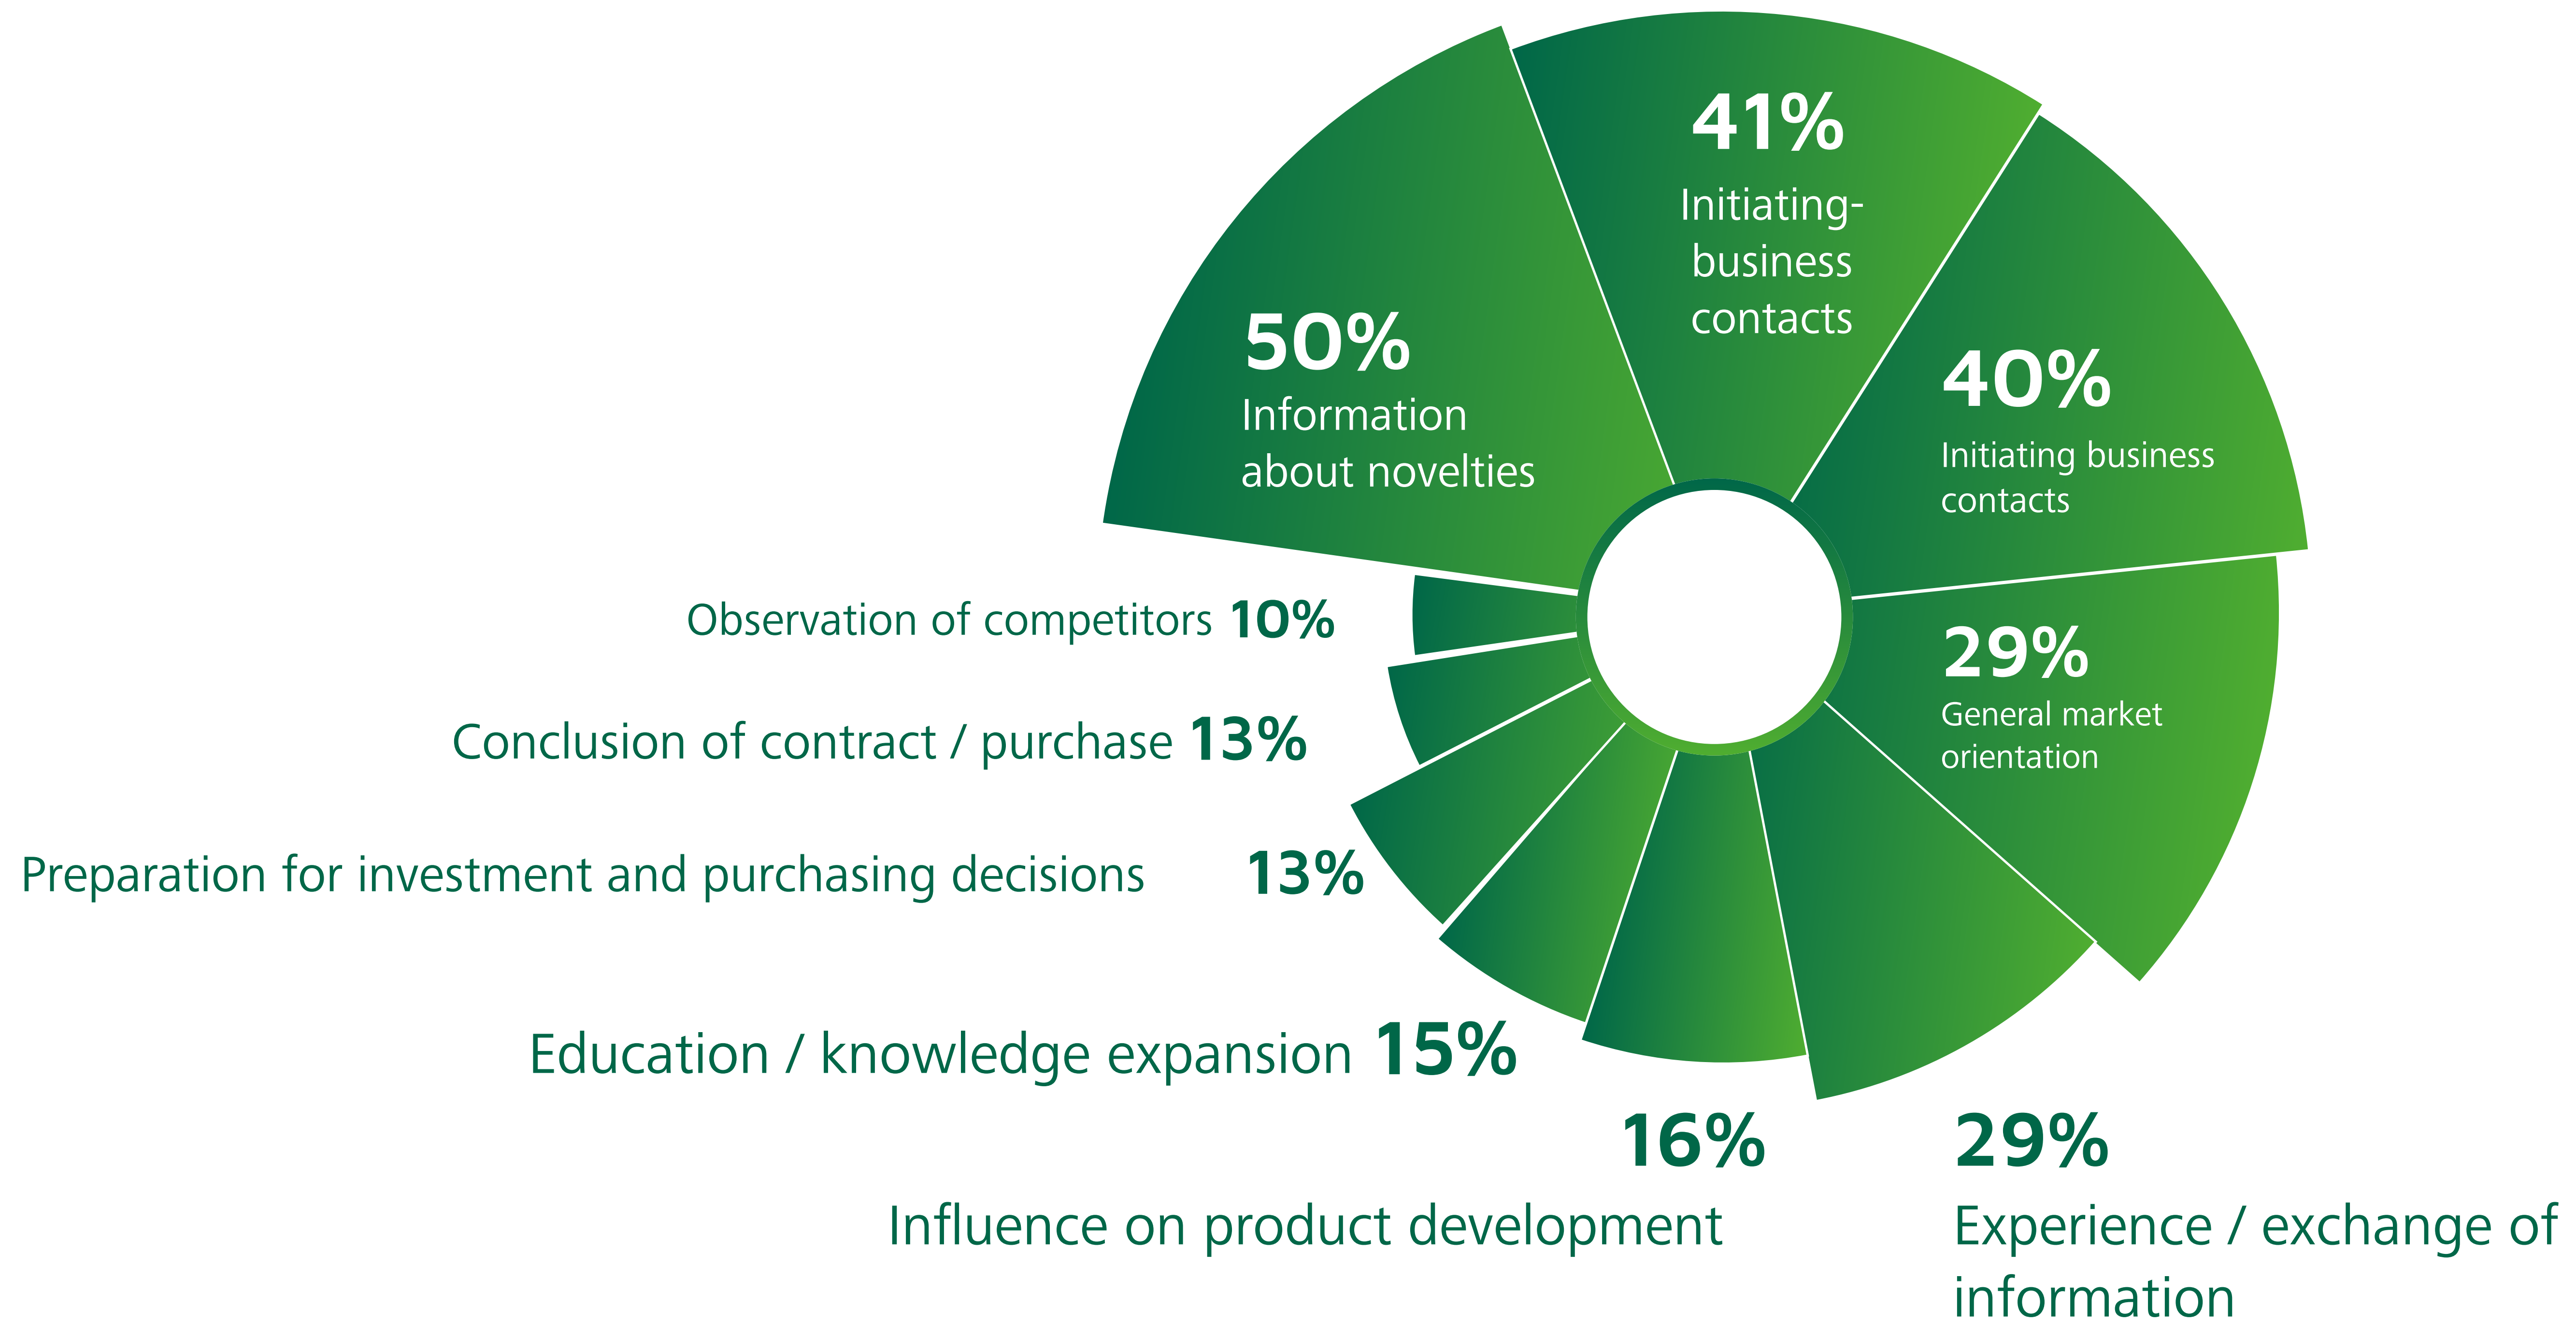 41%
Initiating-
business
contacts
50%
Information
about novelties
40%
Initiating business
contacts
29%
General market
orientation
Observation of competitors 10%
Conclusion of contract / purchase 13%
Preparation for investment and purchasing decisions 13%
Education / knowledge expansion 15%
16%
Influence on product development
29%
Experience / exchange of
information